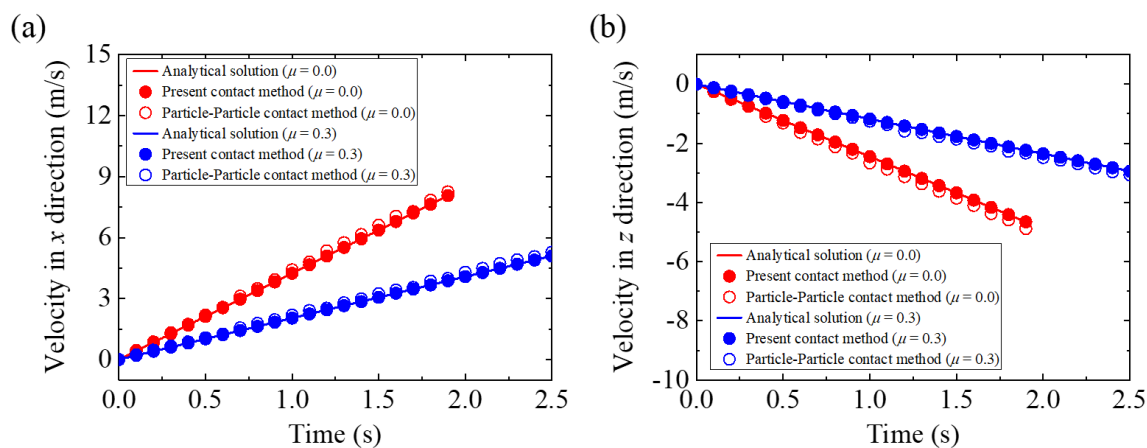 (a)
Velocity in x direction (m/s)
15
12
9
6
3
0
Analytical solution (μ = 0.0)
Present contact method (μ = 0.0)
Particle-Particle contact method (μ = 0.0)
Analytical solution (μ = 0.3)
Present contact method (μ = 0.3)
Particle-Particle contact method (μ = 0.3)
0.0 0.5 1.0 1.5 2.0 2.5
Time (s)
(b)
Velocity in z direction (m/s)
0
-2
-4
-6
-8
-10
Analytical solution (μ = 0.0)
Present contact method (μ = 0.0)
Particle-Particle contact method (μ = 0.0)
Analytical solution (μ = 0.3)
Present contact method (μ = 0.3)
Particle-Particle contact method (μ = 0.3)
0.0 0.5 1.0 1.5 2.0 2.5
Time (s)